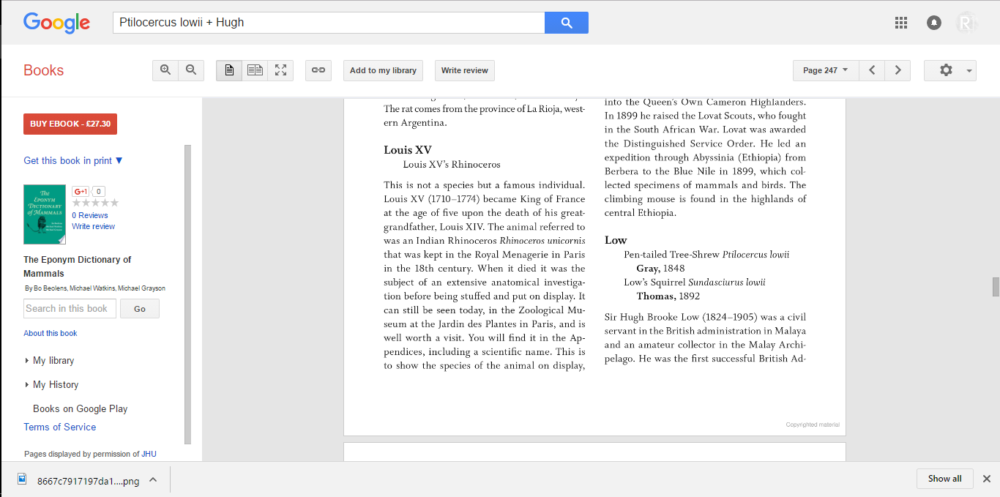 Google
Ptilocercus lowii + Hugh
R
Books
Add to my library
Write review
Page 247
BUY EBOOK - £27.30
Get this book in print ▼
The
EPONYM
DICTIONARY
of MAMMALS
G+1 0
0 Reviews
Write review
The Eponym Dictionary of
Mammals
By Bo Beolens, Michael Watkins, Michael Grayson
Search in this book Go
About this book
My library
My History
Books on Google Play
Terms of Service
Pages displayed by permission of JHU
The rat comes from the province of La Rioja, west-
ern Argentina.
Louis XV
Louis XV's Rhinoceros
This is not a species but a famous individual.
Louis XV (1710–1774) became King of France
at the age of five upon the death of his great-
grandfather, Louis XIV. The animal referred to
was an Indian Rhinoceros Rhinoceros unicornis
that was kept in the Royal Menagerie in Paris
in the 18th century. When it died it was the
subject of an extensive anatomical investiga-
tion before being stuffed and put on display. It
can still be seen today, in the Zoological Mu-
seum at the Jardin des Plantes in Paris, and is
well worth a visit. You will find it in the Ap-
pendices, including a scientific name. This is
to show the species of the animal on display,
into the Queen's Own Cameron Highlanders.
In 1899 he raised the Lovat Scouts, who fought
in the South African War. Lovat was awarded
the Distinguished Service Order. He led an
expedition through Abyssinia (Ethiopia) from
Berbera to the Blue Nile in 1899, which col-
lected specimens of mammals and birds. The
climbing mouse is found in the highlands of
central Ethiopia.
Low
Pen-tailed Tree-Shrew Ptilocercus lowii
Gray, 1848
Low's Squirrel Sundasciurus lowii
Thomas, 1892
Sir Hugh Brooke Low (1824–1905) was a civil
servant in the British administration in Malaya
and an amateur collector in the Malay Archi-
pelago. He was the first successful British Ad-
Copyrighted material
8667c7917197da1....png
Show all